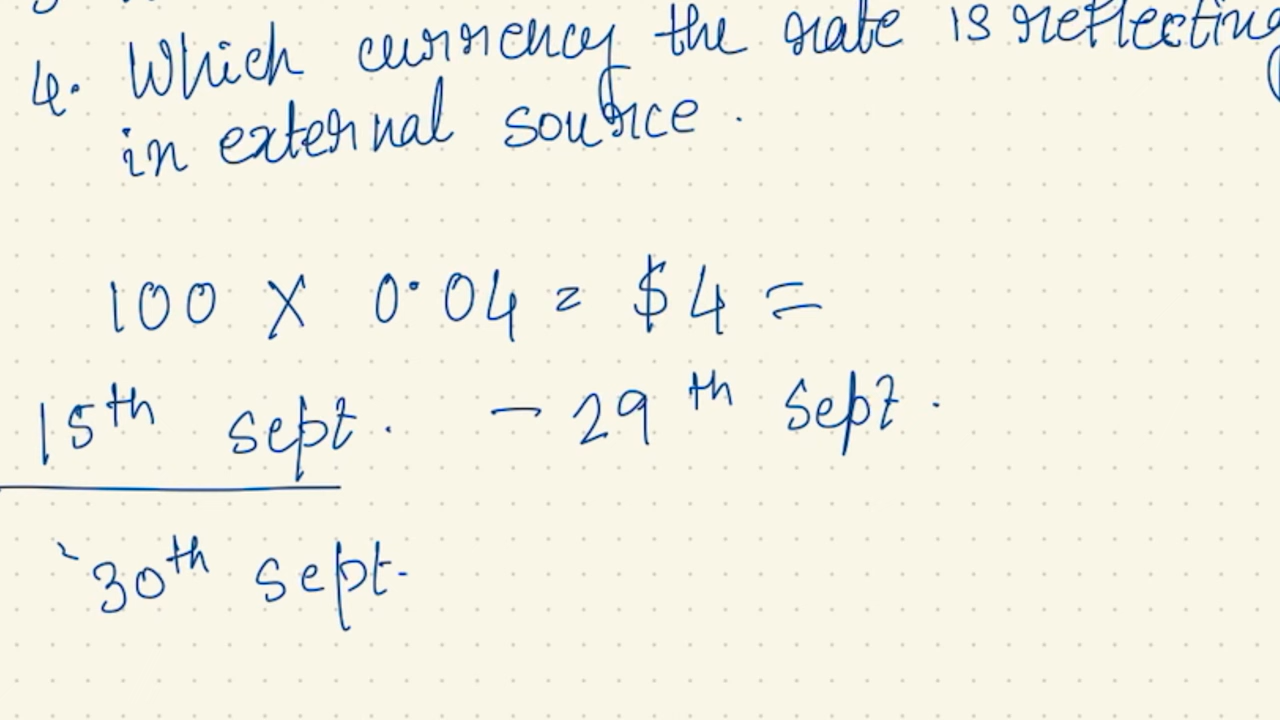 4. Which currency the rate is reflecting
in external source.
100 X 0.04 = $4 =
15th sept. - 29th sept.
30th sept.